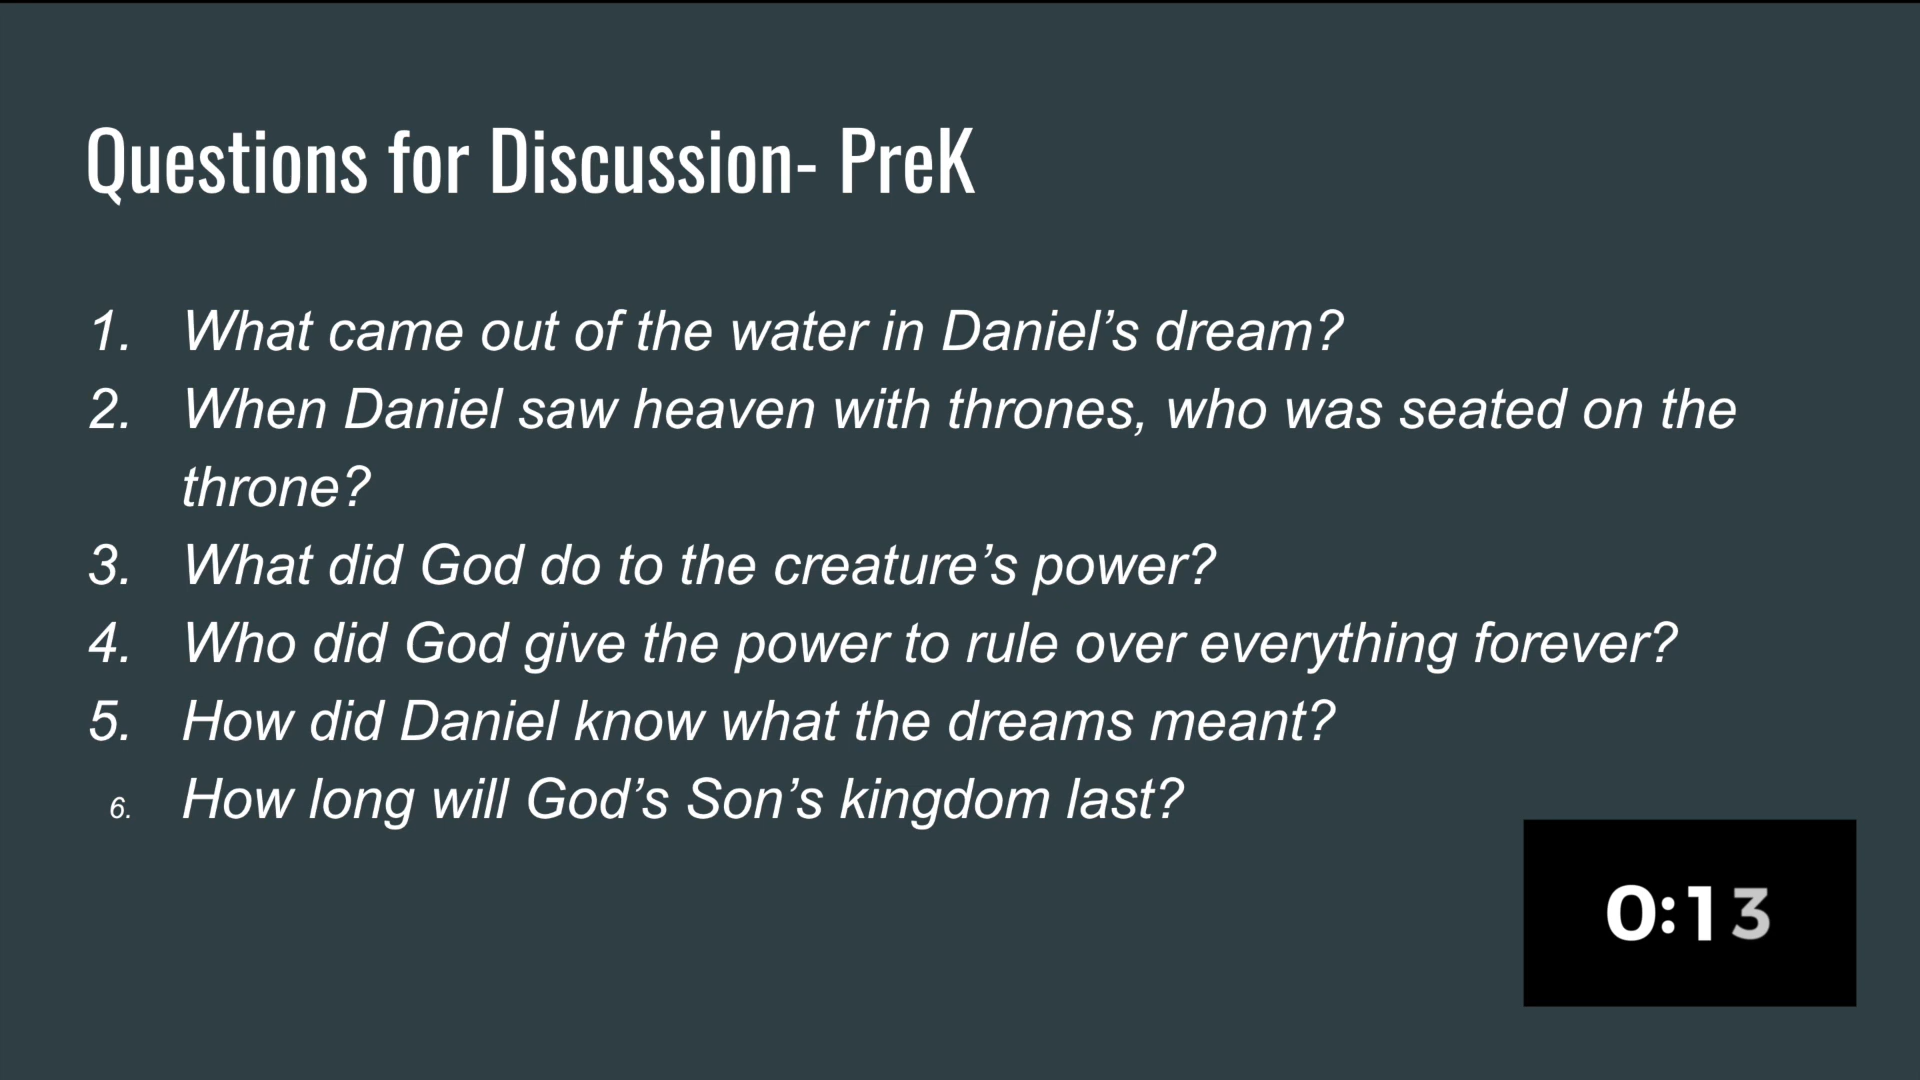 Questions for Discussion- PreK
1. What came out of the water in Daniel’s dream?
2. When Daniel saw heaven with thrones, who was seated on the
throne?
3. What did God do to the creature’s power?
4. Who did God give the power to rule over everything forever?
5. How did Daniel know what the dreams meant?
6. How long will God’s Son’s kingdom last?
0:13